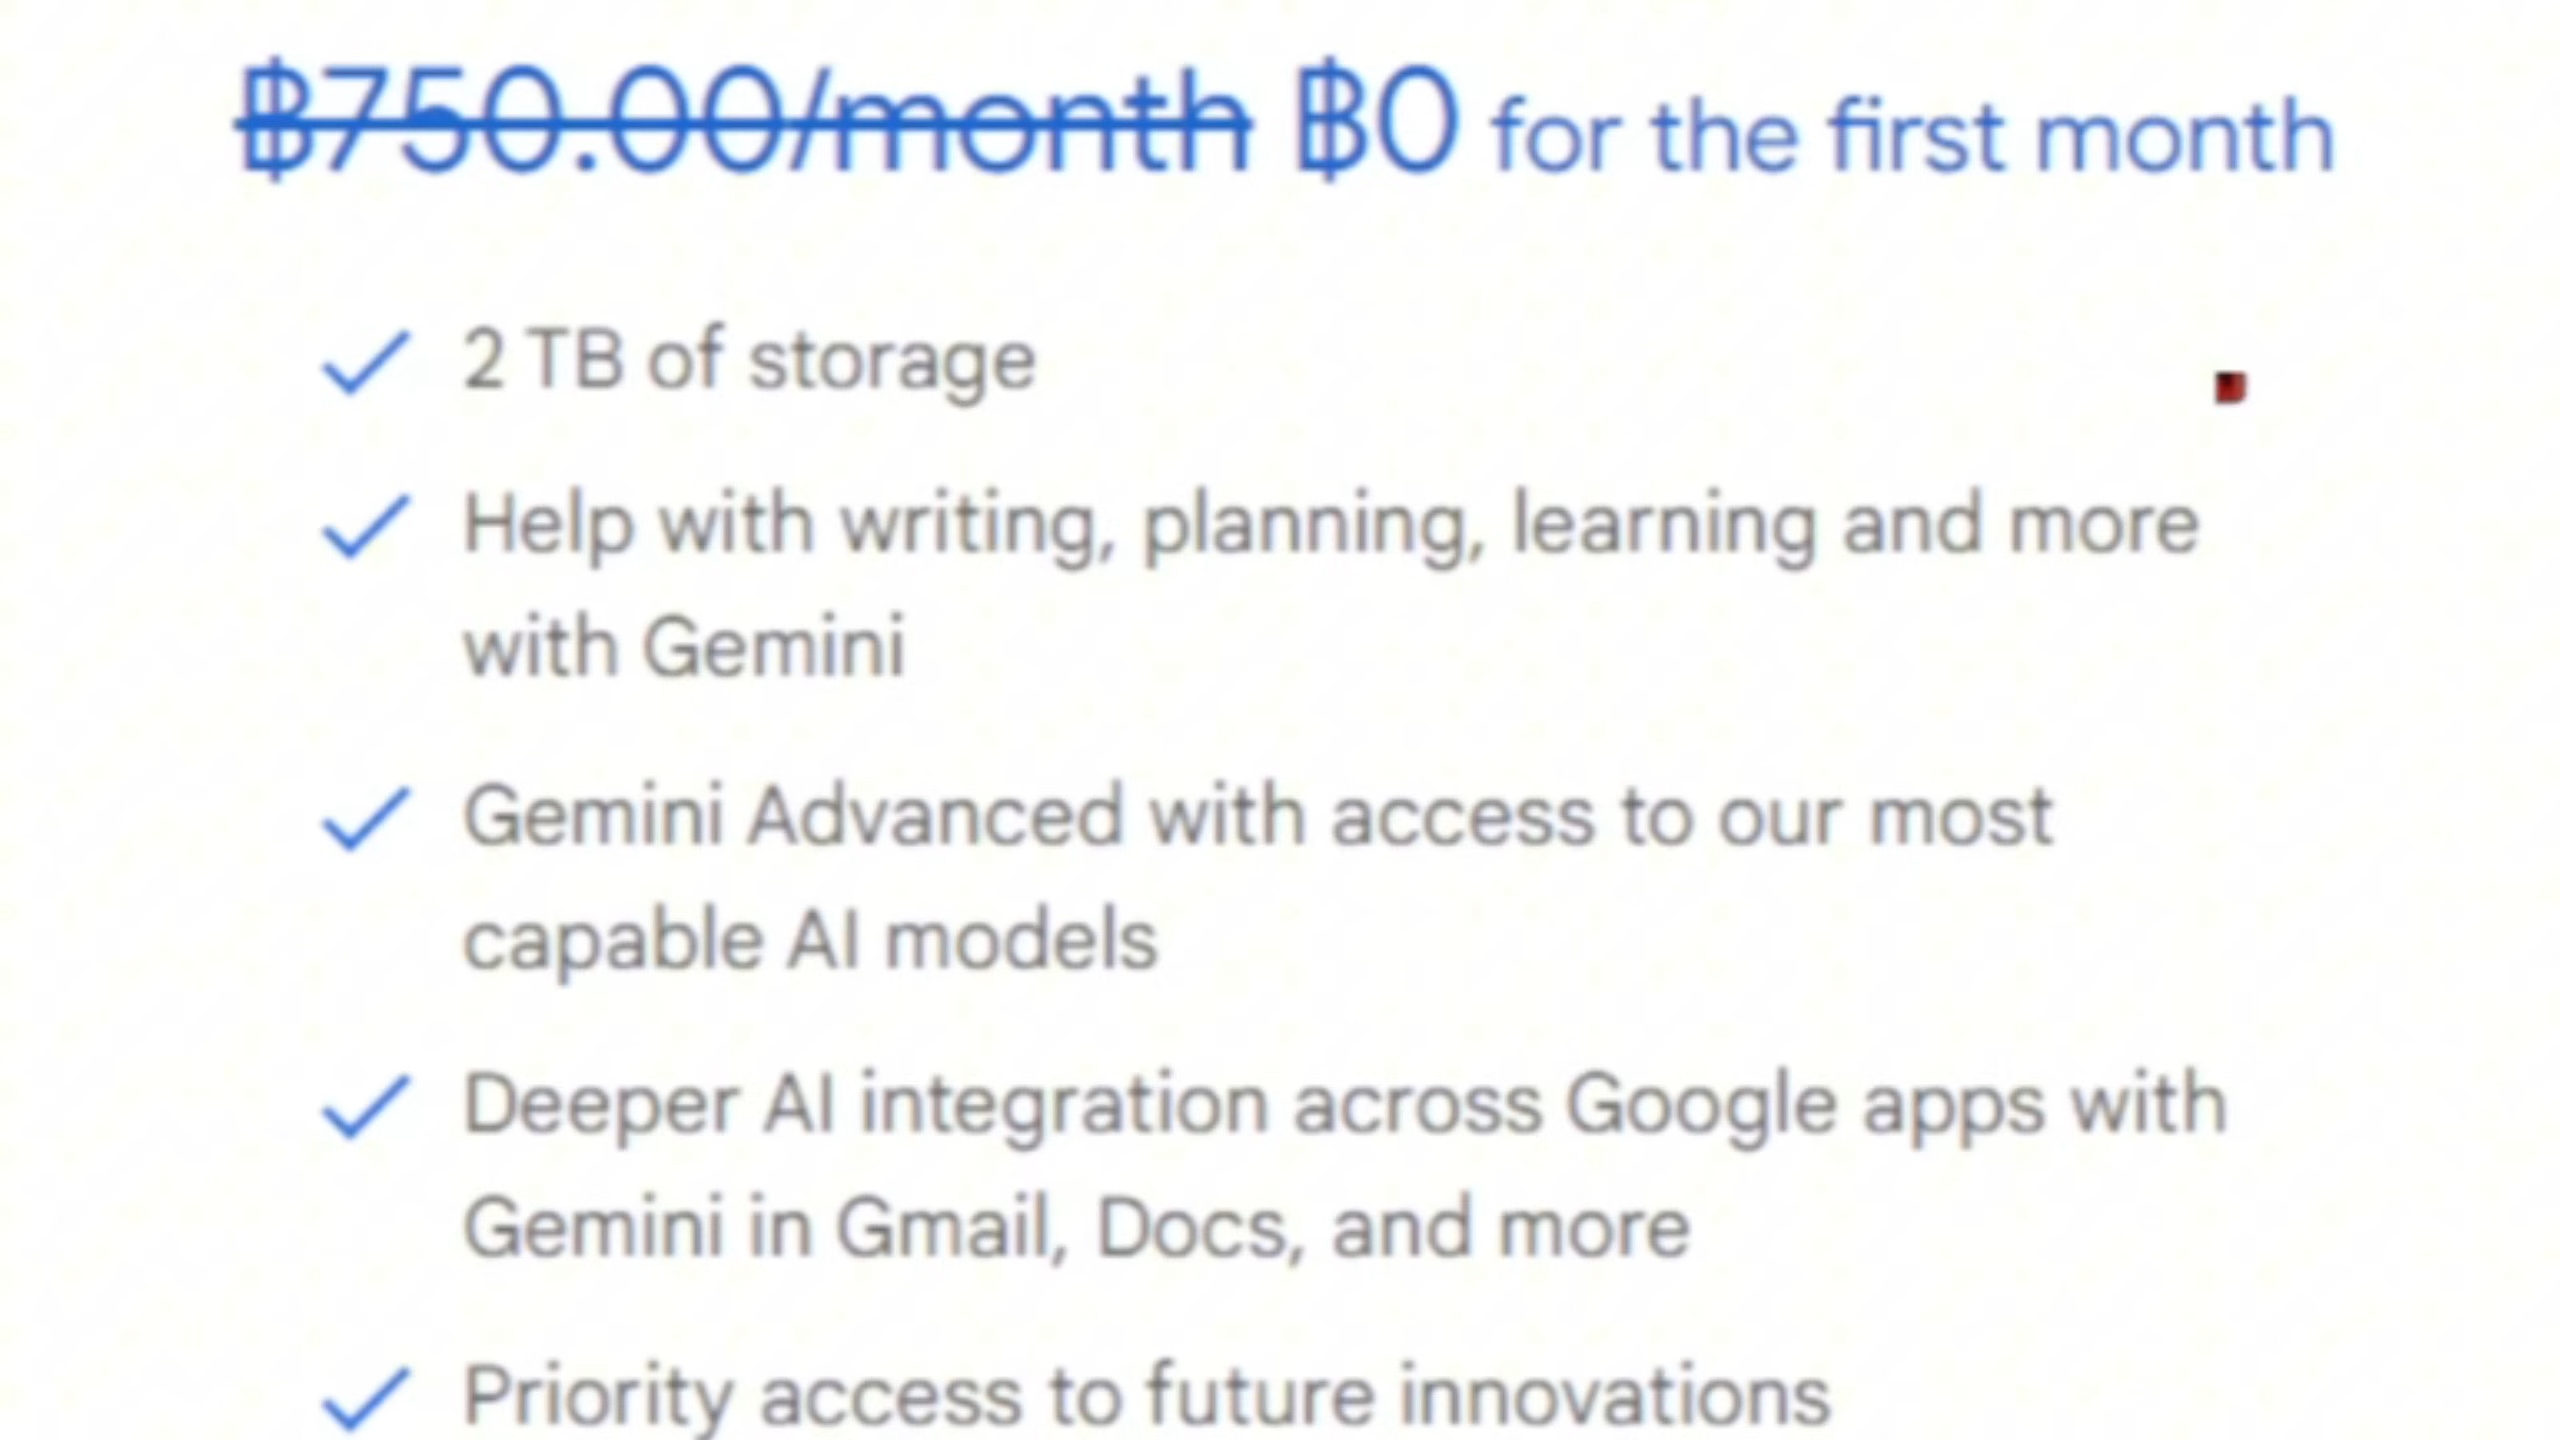 ฿750.00/month ฿0 for the first month
2 TB of storage
Help with writing, planning, learning and more
with Gemini
Gemini Advanced with access to our most
capable AI models
Deeper AI integration across Google apps with
Gemini in Gmail, Docs, and more
Priority access to future innovations